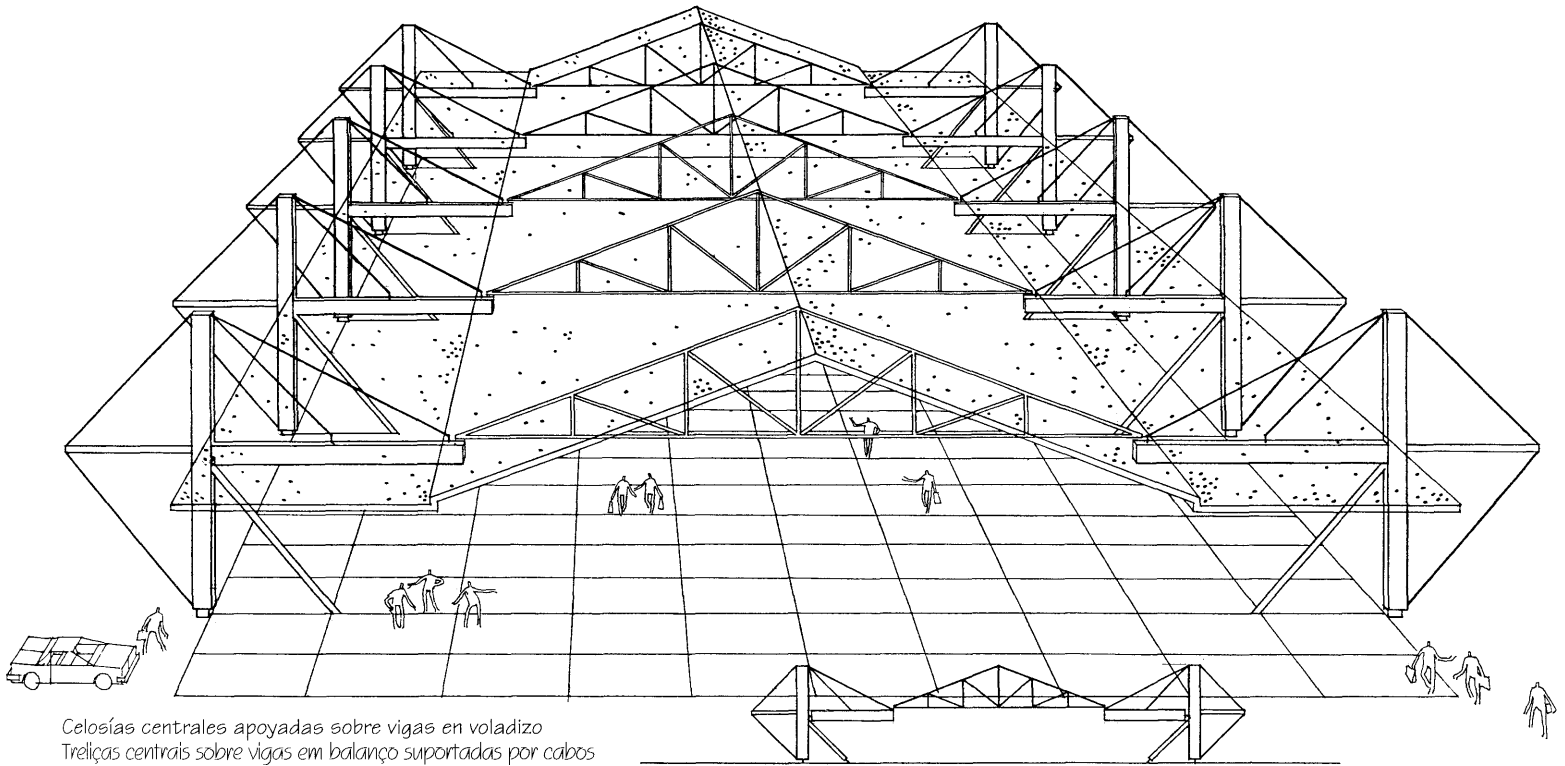 Celosías centrales apoyadas sobre vigas en voladizo
Treliças centrais sobre vigas em balanço suportadas por cabos